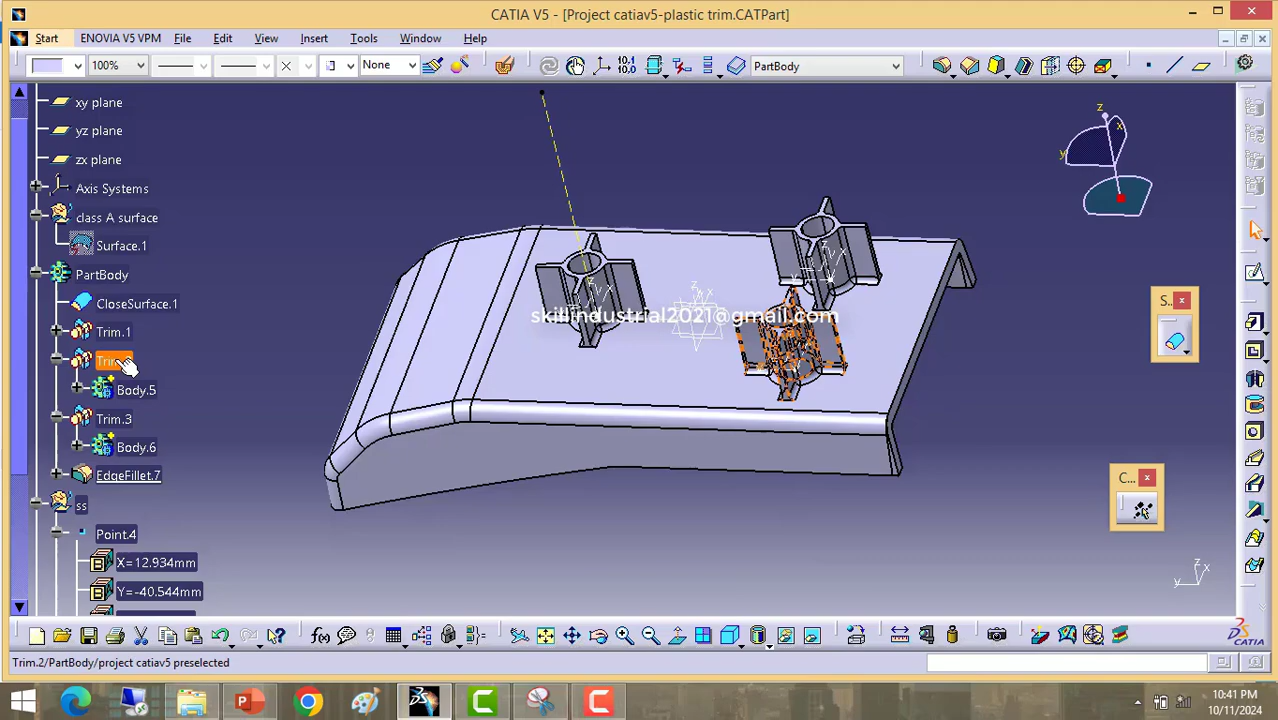 CATIA V5 - [Project catiav5-plastic trim.CATPart]
Start ENOVIA V5 VPM File Edit View Insert Tools Window Help
100% None PartBody
xy plane
yz plane
zx plane
Axis Systems
class A surface
Surface.1
PartBody
CloseSurface.1
Trim.1
Trim
Body.5
Trim.3
Body.6
EdgeFillet.7
ss
Point.4
X=12.934mm
Y=-40.544mm
skillindustrial2021@gmail.com
z
x
y
S...
C...
z
x
y
CATIA
Trim.2/PartBody/project catiav5 preselected
10:41 PM
10/11/2024